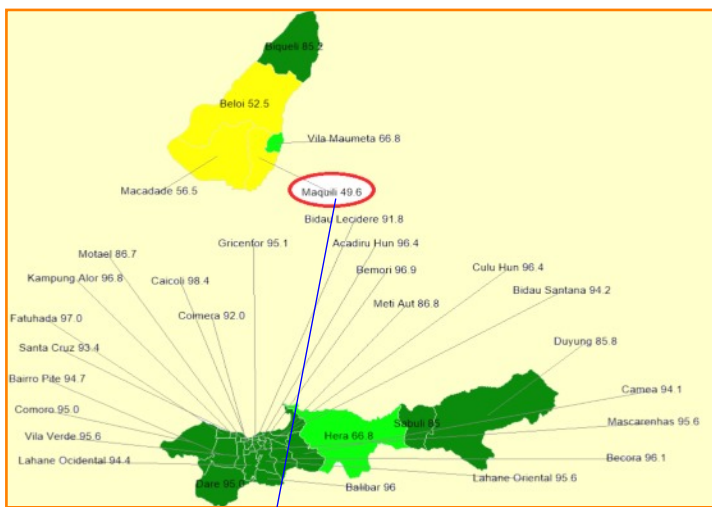 Biqueli 85.2
Beloi 52.5
Vila Maumeta 66.8
Macadade 56.5
Maquili 49.6
Bidau Lecidere 91.8
Gricenfor 95.1
Acadiru Hun 96.4
Motael 86.7
Bemori 96.9
Culu Hun 96.4
Kampung Alor 96.8
Caicoli 98.4
Bidau Santana 94.2
Meti Aut 86.8
Fatuhada 97.0
Coimera 92.0
Santa Cruz 93.4
Duyung 85.8
Bairro Pite 94.7
Camea 94.1
Comoro 95.0
Sabuli 85
Mascarenhas 95.6
Vila Verde 95.6
Hera 66.8
Lahane Ocidental 94.4
Becora 96.1
Dare 95.0
Balibar 96
Lahane Oriental 95.6